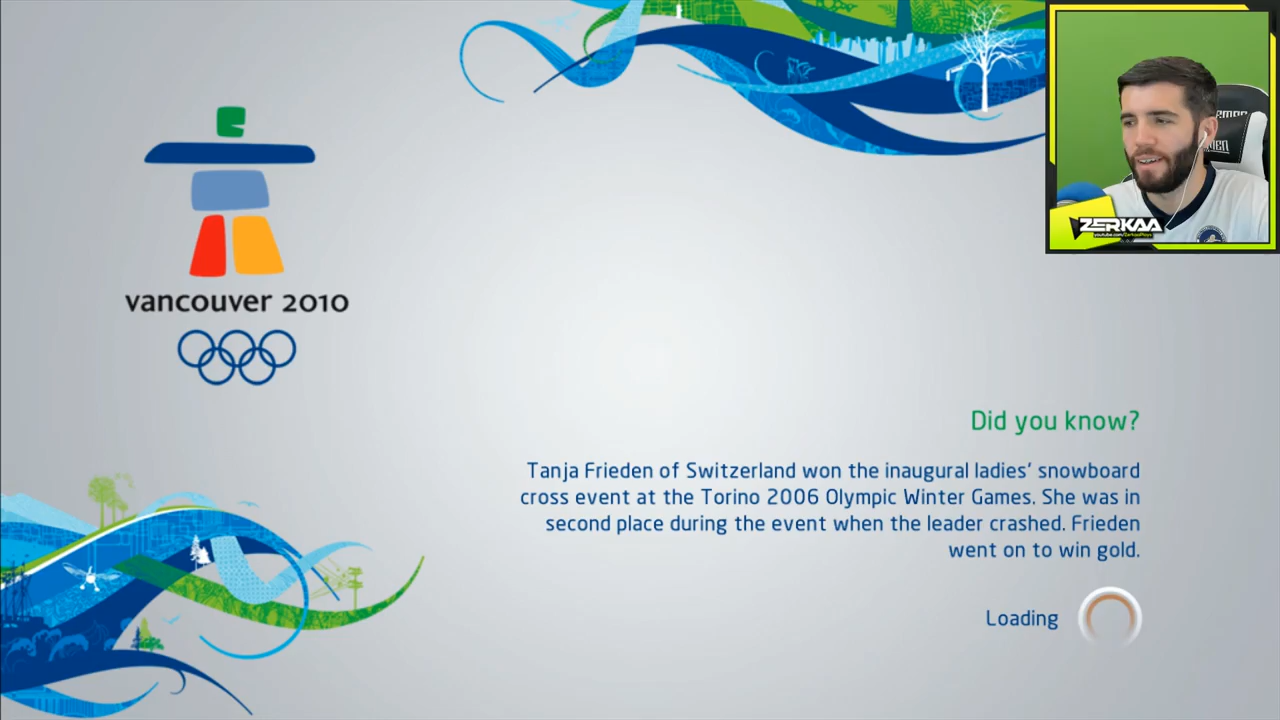 vancouver 2010
ZERKAA
Did you know?
Tanja Frieden of Switzerland won the inaugural ladies' snowboard
cross event at the Torino 2006 Olympic Winter Games. She was in
second place during the event when the leader crashed. Frieden
went on to win gold.
Loading